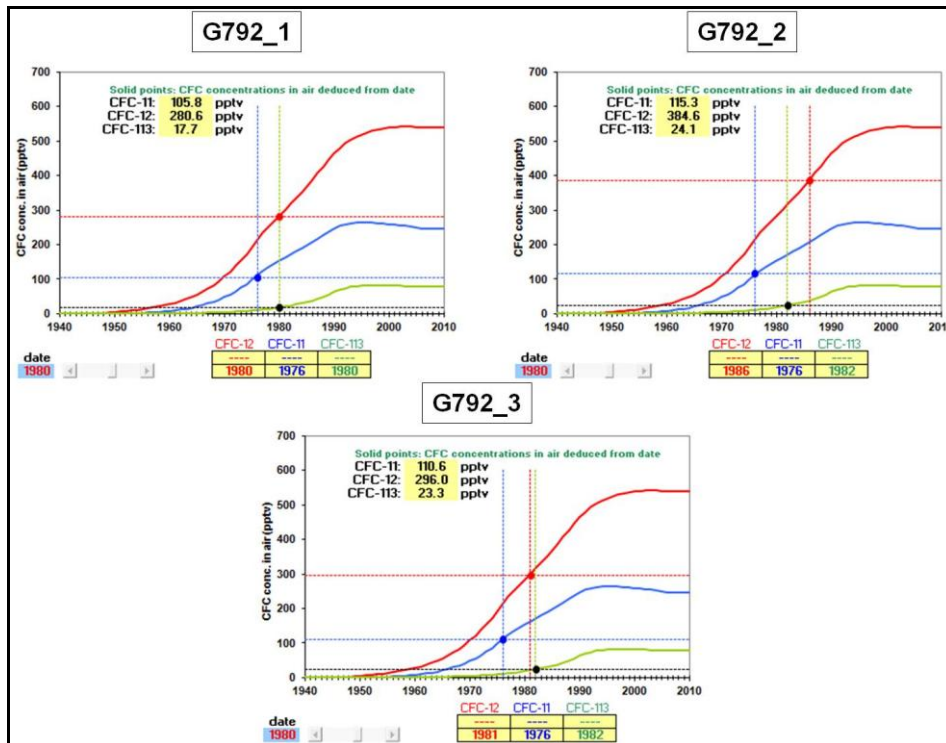 G792_1
700
600
500
400
300
200
100
0
CFC conc. in air (pptv)
Solid points: CFC concentrations in air deduced from date
CFC-11: 105.8 pptv
CFC-12: 280.6 pptv
CFC-113: 17.7 pptv
1940 1950 1960 1970 1980 1990 2000 2010
CFC-12 CFC-11 CFC-113
date ---- ---- ----
1980 1980 1976 1980
G792_2
700
600
500
400
300
200
100
0
CFC conc. in air (pptv)
Solid points: CFC concentrations in air deduced from date
CFC-11: 115.3 pptv
CFC-12: 384.6 pptv
CFC-113: 24.1 pptv
1940 1950 1960 1970 1980 1990 2000 2010
CFC-12 CFC-11 CFC-113
date ---- ---- ----
1980 1986 1976 1982
G792_3
700
600
500
400
300
200
100
0
CFC conc. in air (pptv)
Solid points: CFC concentrations in air deduced from date
CFC-11: 110.6 pptv
CFC-12: 296.0 pptv
CFC-113: 23.3 pptv
1940 1950 1960 1970 1980 1990 2000 2010
CFC-12 CFC-11 CFC-113
date ---- ---- ----
1980 1981 1976 1982